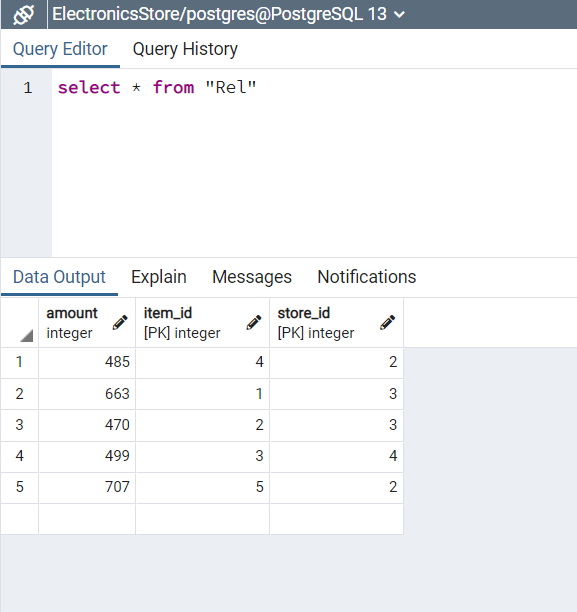 ElectronicsStore/postgres@PostgreSQL 13
Query Editor Query History
1 select * from "Rel"
Data Output Explain Messages Notifications
amount item_id store_id
integer [PK] integer [PK] integer
1 485 4 2
2 663 1 3
3 470 2 3
4 499 3 4
5 707 5 2